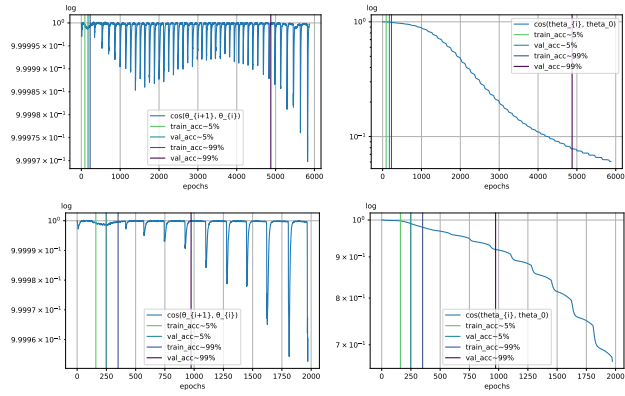 log
10⁰
9.9995 × 10⁻¹
9.999 × 10⁻¹
9.9985 × 10⁻¹
9.998 × 10⁻¹
9.9975 × 10⁻¹
9.997 × 10⁻¹
cos(θ_{i+1}, θ_{i})
train_acc~5%
val_acc~5%
train_acc~99%
val_acc~99%
0 1000 2000 3000 4000 5000 6000
epochs
log
10⁰
10⁻¹
cos(theta_{i}, theta_0)
train_acc~5%
val_acc~5%
train_acc~99%
val_acc~99%
0 1000 2000 3000 4000 5000 6000
epochs
log
10⁰
9.9999 × 10⁻¹
9.9998 × 10⁻¹
9.9997 × 10⁻¹
9.9996 × 10⁻¹
cos(θ_{i+1}, θ_{i})
train_acc~5%
val_acc~5%
train_acc~99%
val_acc~99%
0 250 500 750 1000 1250 1500 1750 2000
epochs
log
10⁰
9 × 10⁻¹
8 × 10⁻¹
7 × 10⁻¹
cos(theta_{i}, theta_0)
train_acc~5%
val_acc~5%
train_acc~99%
val_acc~99%
0 250 500 750 1000 1250 1500 1750 2000
epochs